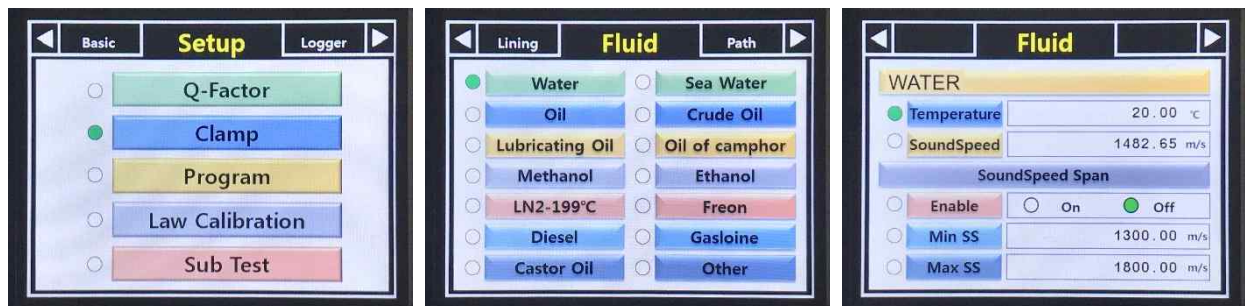 Basic Setup Logger
Q-Factor
Clamp
Program
Law Calibration
Sub Test
Lining Fluid Path
Water Sea Water
Oil Crude Oil
Lubricating Oil Oil of camphor
Methanol Ethanol
LN2-199℃ Freon
Diesel Gasloine
Castor Oil Other
Fluid
WATER
Temperature 20.00 ℃
SoundSpeed 1482.65 m/s
SoundSpeed Span
Enable On Off
Min SS 1300.00 m/s
Max SS 1800.00 m/s